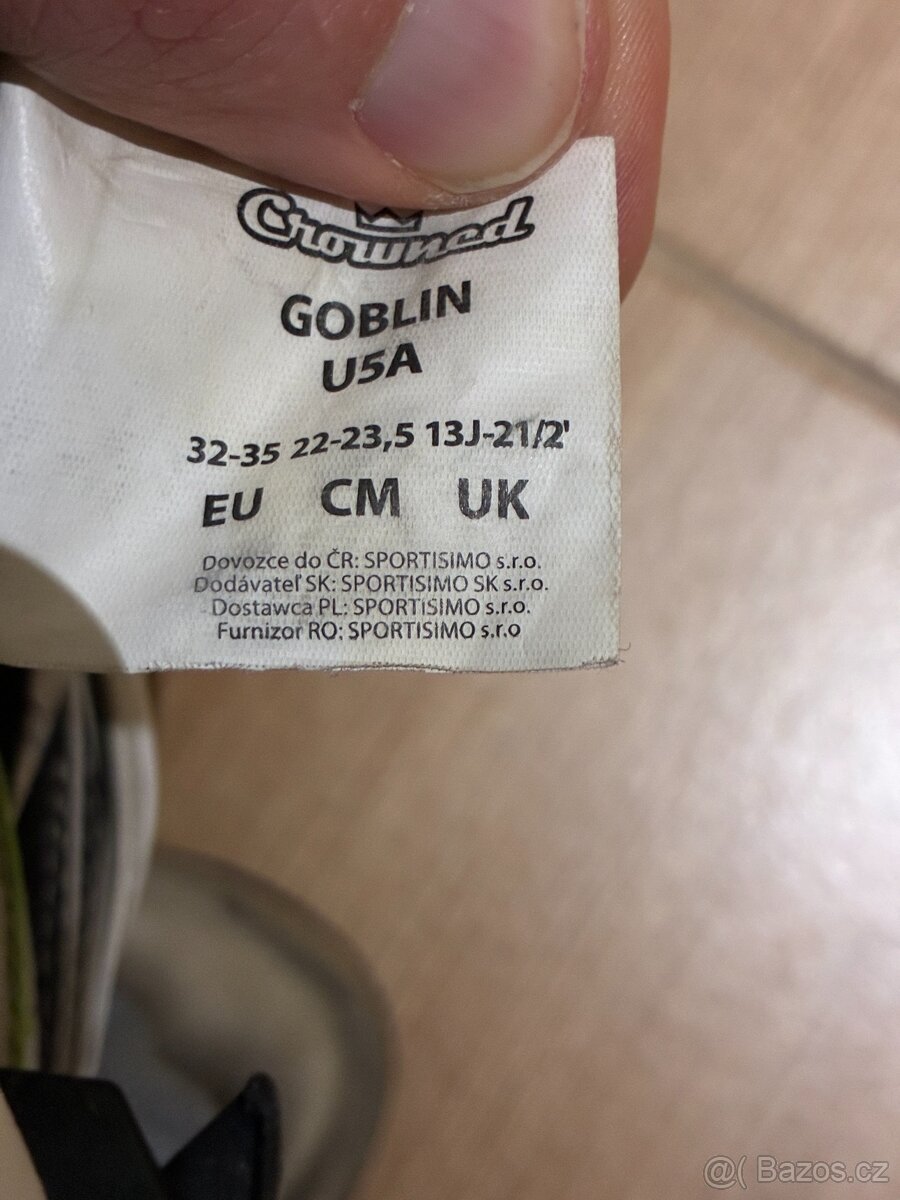 Crowned
GOBLIN
U5A
32-35 22-23,5 13J-21/2'
EU CM UK
Dovozce do ČR: SPORTISIMO s.r.o.
Dodávateľ SK: SPORTISIMO SK s.r.o.
Dostawca PL: SPORTISIMO s.r.o.
Furnizor RO: SPORTISIMO s.r.o
@( Bazos.cz